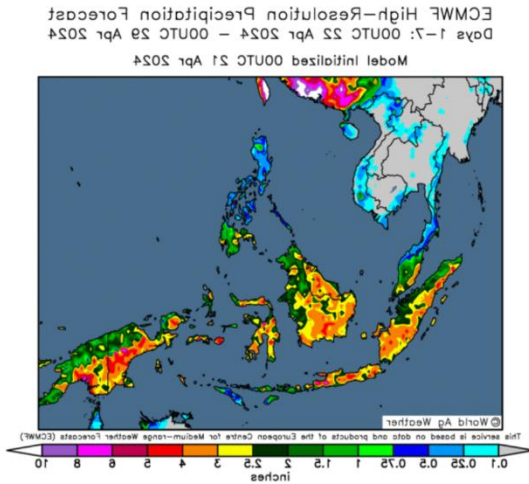 ECMWF High-Resolution Precipitation Forecast
Days 1-7: 00UTC 22 Apr 2024 - 00UTC 29 Apr 2024
Model Initialized 00UTC 21 Apr 2024
© World Ag Weather
This service is based on data and products of the European Centre for Medium-range Weather Forecasts (ECMWF)
0.1 0.25 0.5 0.75 1 1.5 2 2.5 3 4 5 6 8 10
inches